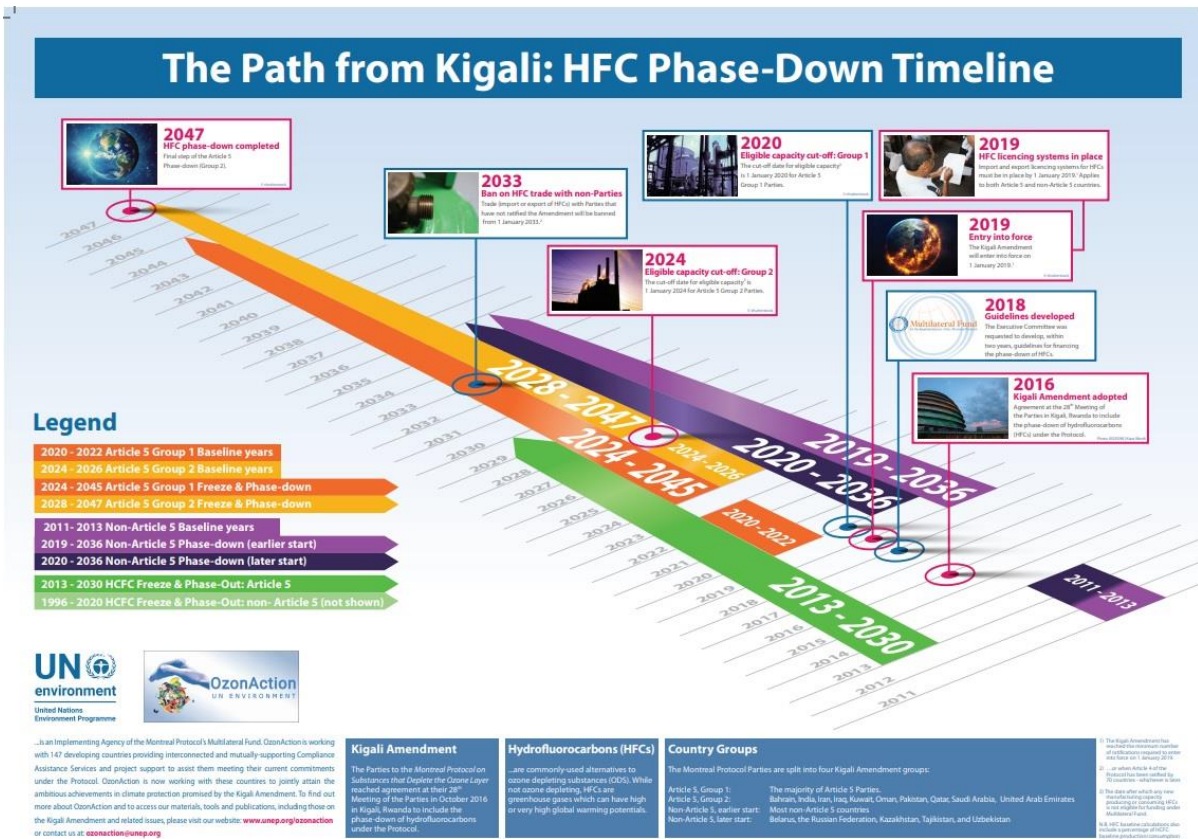 The Path from Kigali: HFC Phase-Down Timeline
2047
HFC phase-down completed
Final step of the Article 5
Phase-down (Group 2).
2033
Ban on HFC trade with non-Parties
Trade (import or export of HFCs) with Parties that
have not ratified the Amendment will be banned
from 1 January 2033.
2020
Eligible capacity cut-off: Group 1
The cut-off date for eligible capacity
is 1 January 2020 for Article 5
Group 1 Parties.
2019
HFC licencing systems in place
Import and export licencing systems for HFCs
must be in place by 1 January 2019. Applies
to both Article 5 and non-Article 5 countries.
2024
Eligible capacity cut-off: Group 2
The cut-off date for eligible capacity is
1 January 2024 for Article 5 Group 2 Parties.
2019
Entry into force
The Kigali Amendment
will enter into force on
1 January 2019.
2018
Guidelines developed
The Executive Committee was
requested to develop, within
two years, guidelines for financing
the phase-down of HFCs.
Multilateral Fund
2016
Kigali Amendment adopted
Agreement at the 28th Meeting of
the Parties in Kigali, Rwanda to include
the phase-down of hydrofluorocarbons
(HFCs) under the Protocol.
2047
2046
2045
2044
2043
2042
2041
2040
2039
2038
2037
2036
2035
2034
2033
2032
2031
2030
2029
2028
2027
2026
2025
2024
2023
2022
2021
2020
2019
2018
2017
2016
2015
2014
2013
2012
2011
2028 - 2047
2024 - 2045
2024 - 2026
2020 - 2036
2019 - 2036
2020 - 2022
2013 - 2030
2011 - 2013
Legend
2020 - 2022 Article 5 Group 1 Baseline years
2024 - 2026 Article 5 Group 2 Baseline years
2024 - 2045 Article 5 Group 1 Freeze & Phase-down
2028 - 2047 Article 5 Group 2 Freeze & Phase-down
2011- 2013 Non-Article 5 Baseline years
2019 - 2036 Non-Article 5 Phase-down (earlier start)
2020 - 2036 Non-Article 5 Phase-down (later start)
2013 - 2030 HCFC Freeze & Phase-Out: Article 5
1996 - 2020 HCFC Freeze & Phase-Out: non- Article 5 (not shown)
UN
environment
United Nations
Environment Programme
OzonAction
UN ENVIRONMENT
...is an Implementing Agency of the Montreal Protocol's Multilateral Fund. OzonAction is working
with 147 developing countries providing interconnected and mutually-supporting Compliance
Assistance Services and project support to assist them meeting their current commitments
under the Protocol. OzonAction is now working with these countires to jointly attain the
ambitious achievements in climate protection promised by the Kigali Amendment. To find out
more about OzonAction and to access our materials, tools and publications, including those on
the Kigali Amendment and related issues, please visit our website: www.unep.org/ozonaction
or contact us at: ozonaction@unep.org
Kigali Amendment
The Parties to the Montreal Protocol on
Substances that Deplete the Ozone Layer
reached agreement at their 28th
Meeting of the Parties in October 2016
in Kigali, Rwanda to include the
phase-down of hydrofluorocarbons
under the Protocol.
Hydrofluorocarbons (HFCs)
...are commonly-used alternatives to
ozone depleting substances (ODS). While
not ozone depleting, HFCs are
greenhouse gases which can have high
or very high global warming potentials.
Country Groups
The Montreal Protocol Parties are split into four Kigali Amendment groups:
Article 5, Group 1: The majority of Article 5 Parties.
Article 5, Group 2: Bahrain, India, Iran, Iraq, Kuwait, Oman, Pakistan, Qatar, Saudi Arabia, United Arab Emirates
Non-Article 5, earlier start: Most non-Article 5 countries
Non-Article 5, later start: Belarus, the Russian Federation, Kazakhstan, Tajikistan, and Uzbekistan
1) The Kigali Amendment has
reached the minimum number
of ratifications required to enter
into force on 1 January 2019